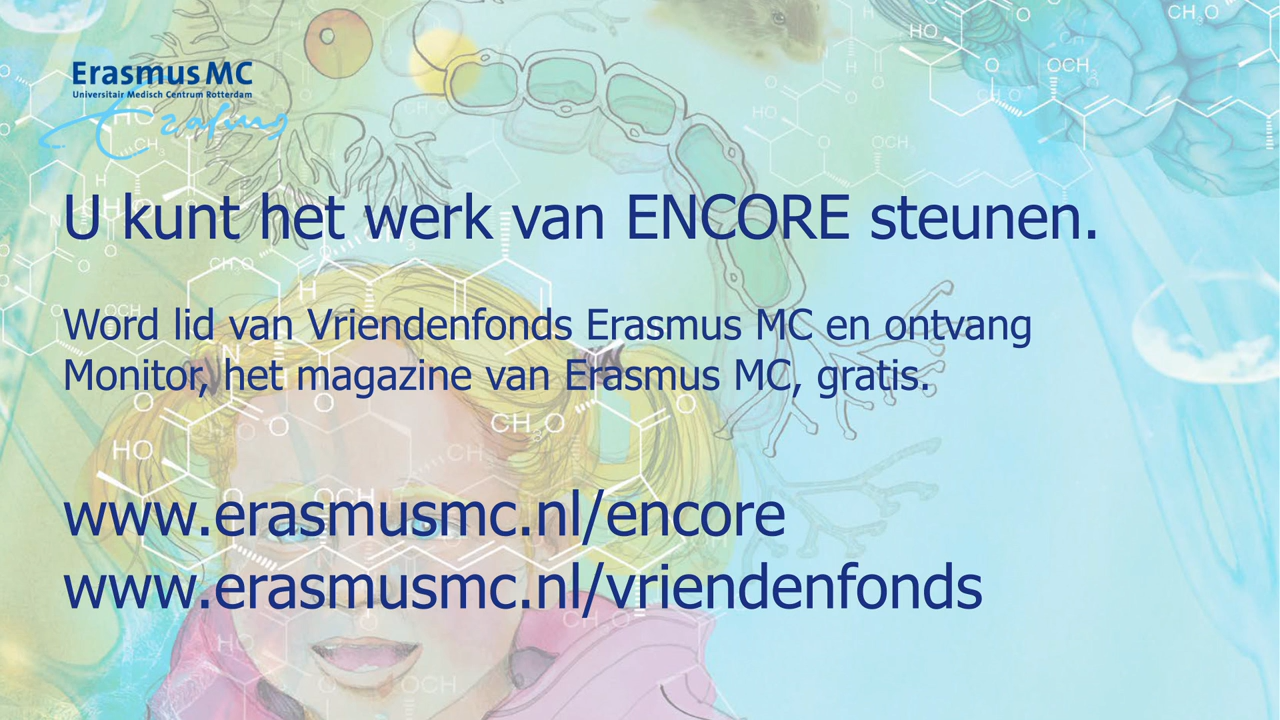 Erasmus MC
Universitair Medisch Centrum Rotterdam
Erasmus
U kunt het werk van ENCORE steunen.
Word lid van Vriendenfonds Erasmus MC en ontvang
Monitor, het magazine van Erasmus MC, gratis.
www.erasmusmc.nl/encore
www.erasmusmc.nl/vriendenfonds